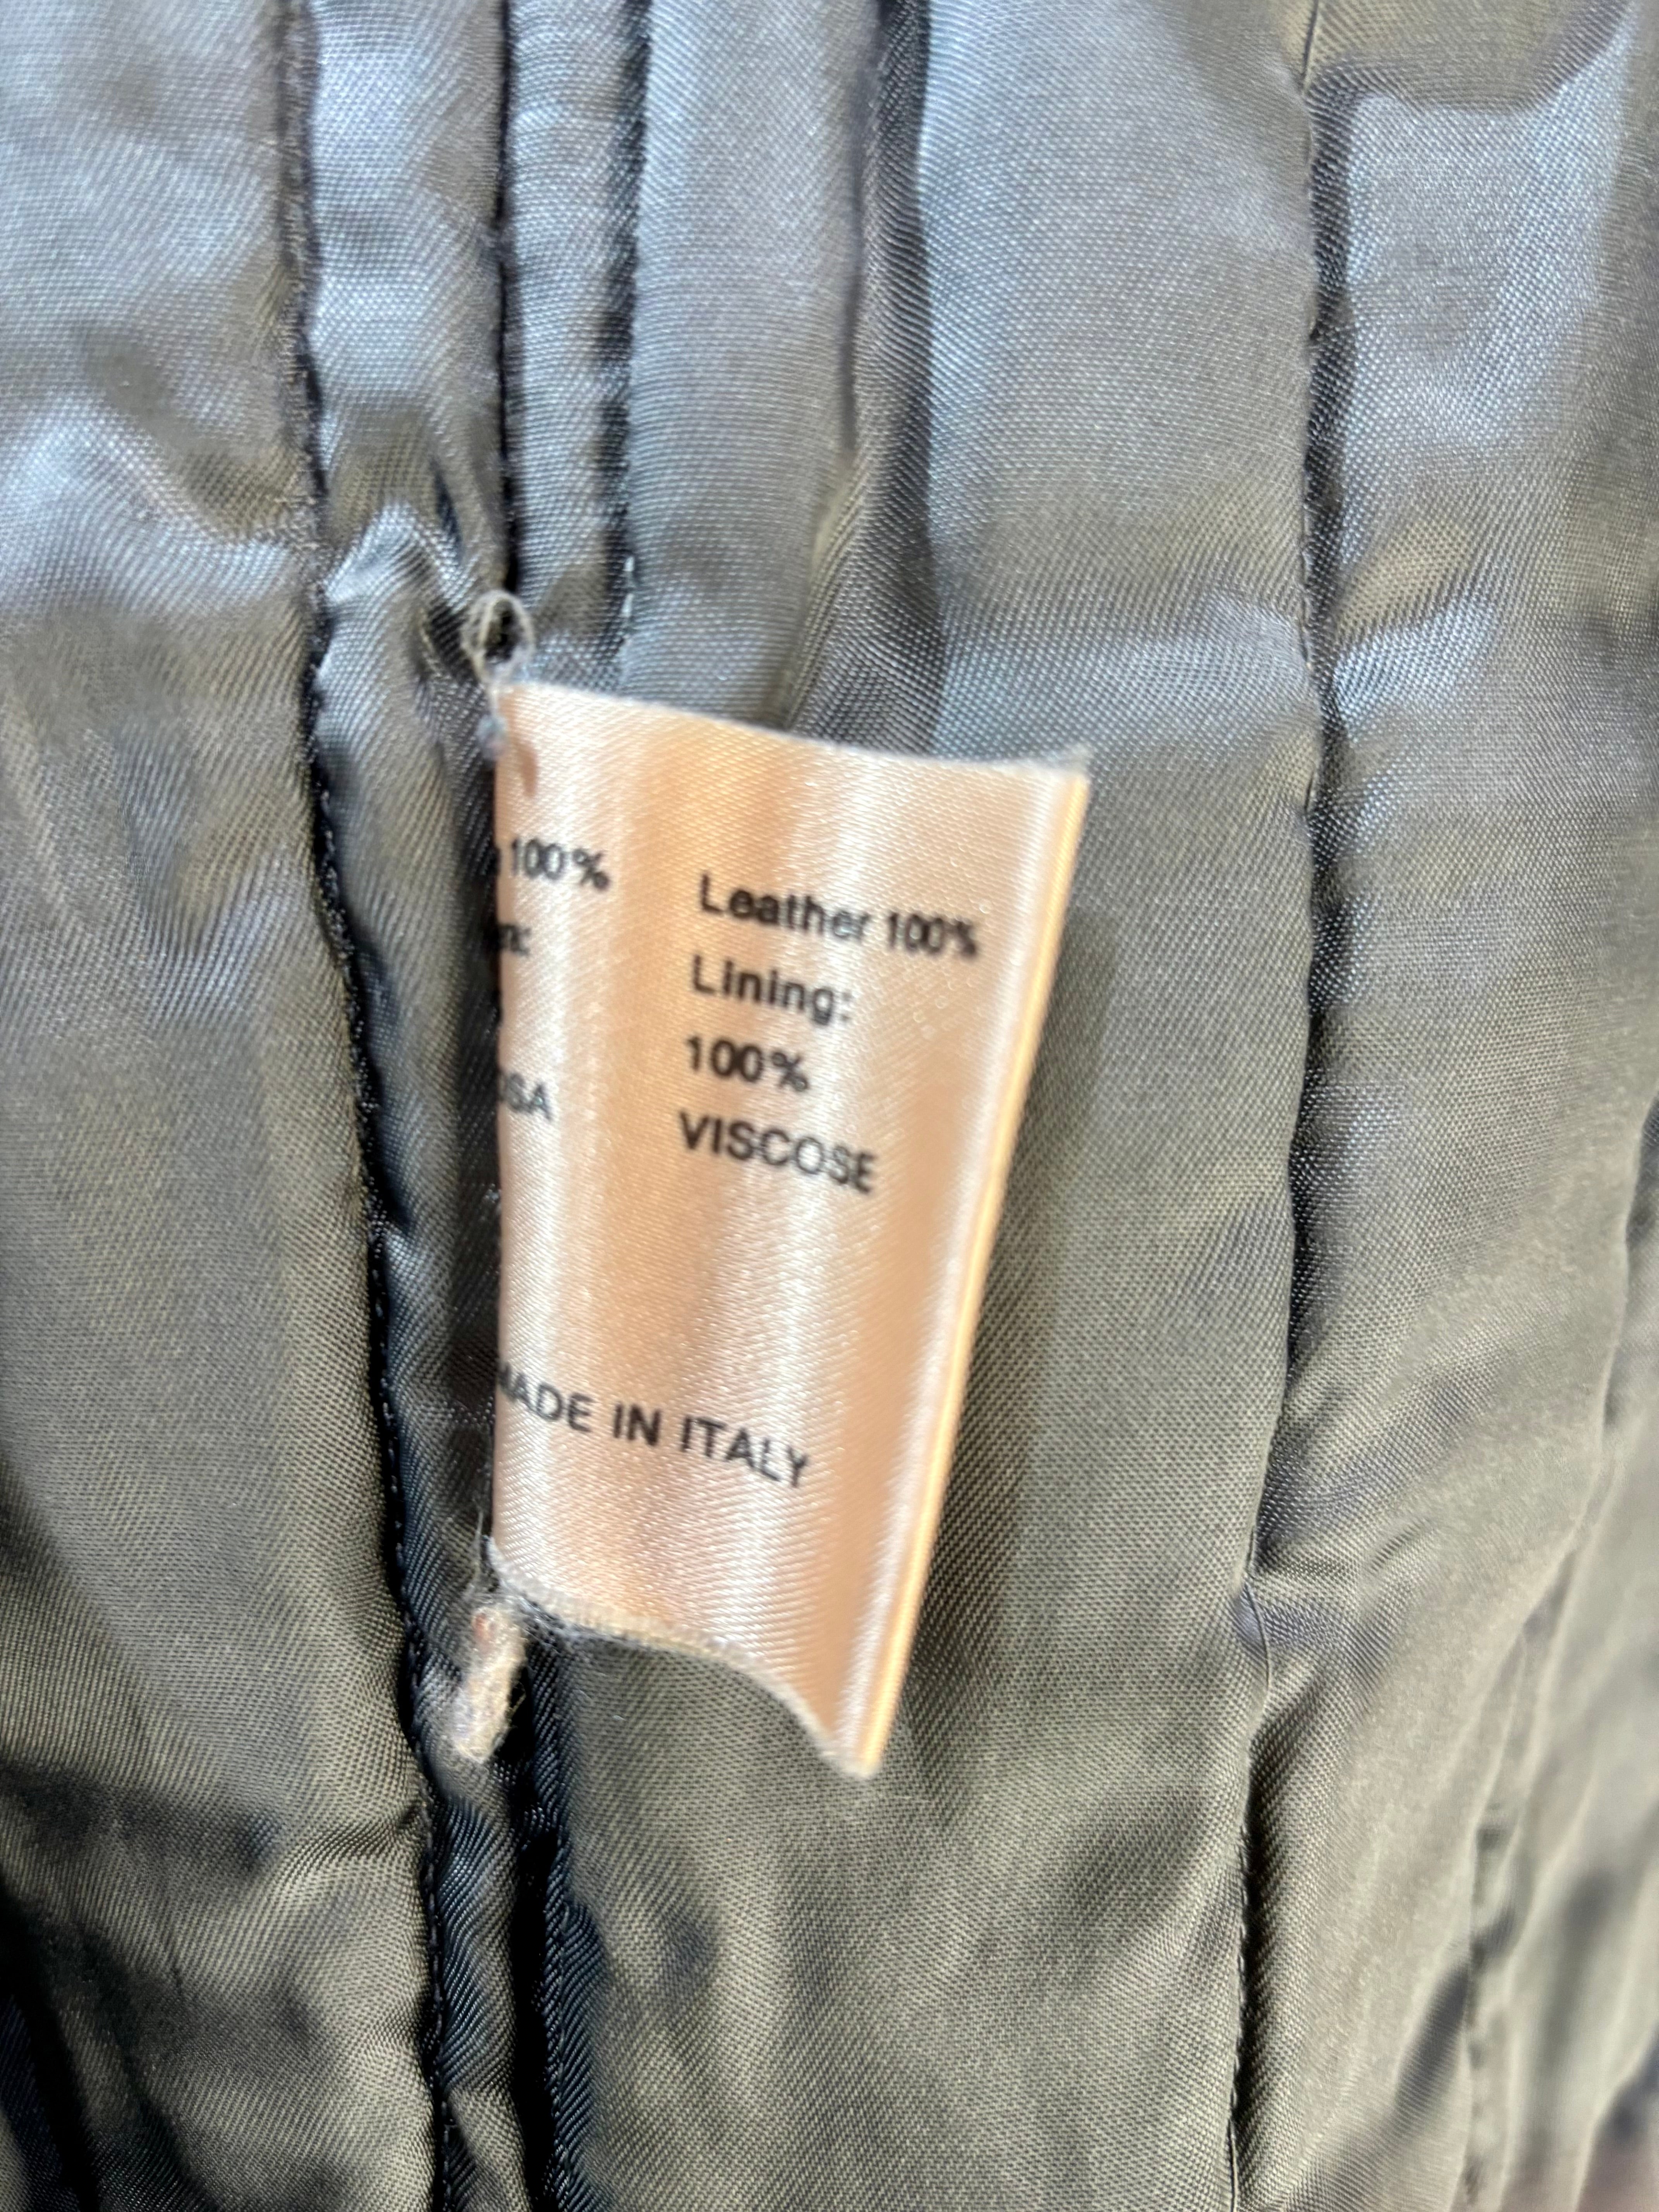 100% Leather 100%
Lining:
100%
VISCOSE
MADE IN ITALY